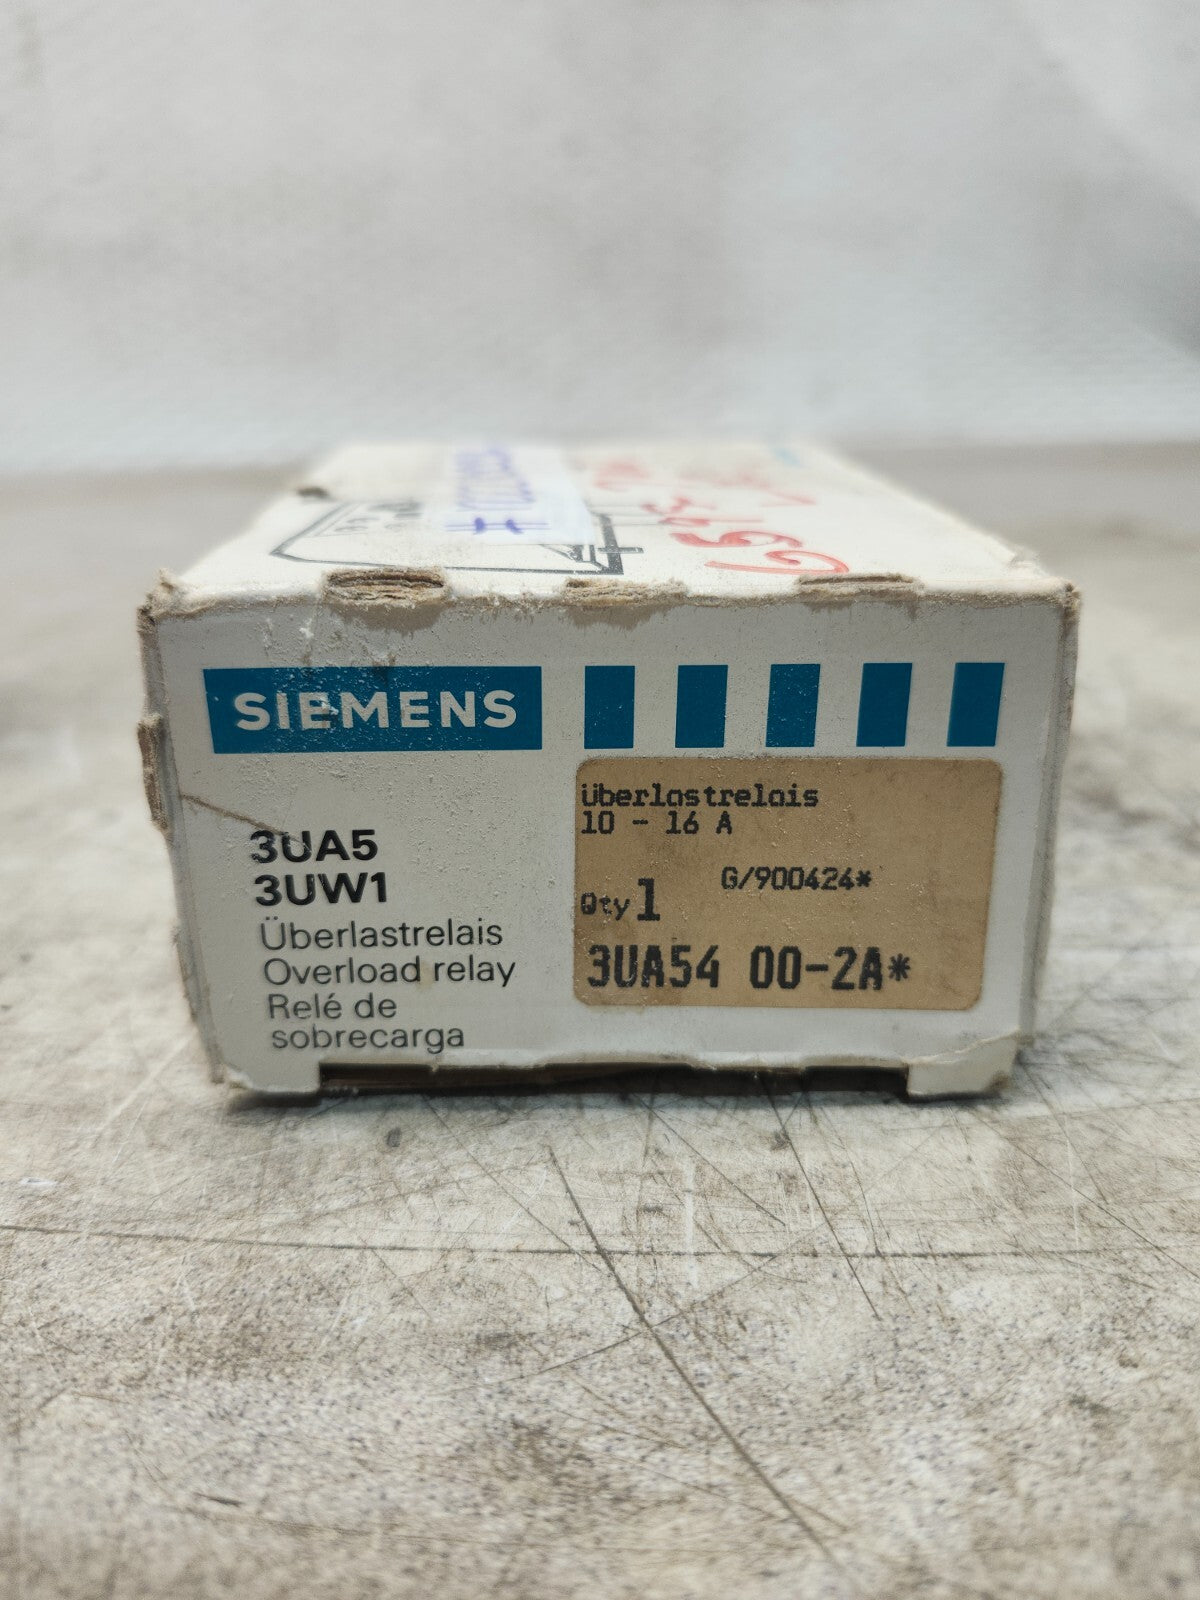 SIEMENS
3UA5
3UW1
Überlastrelais
Overload relay
Relé de
sobrecarga
Überlastrelais
10 - 16 A
G/900424*
Qty 1
3UA54 00-2A*